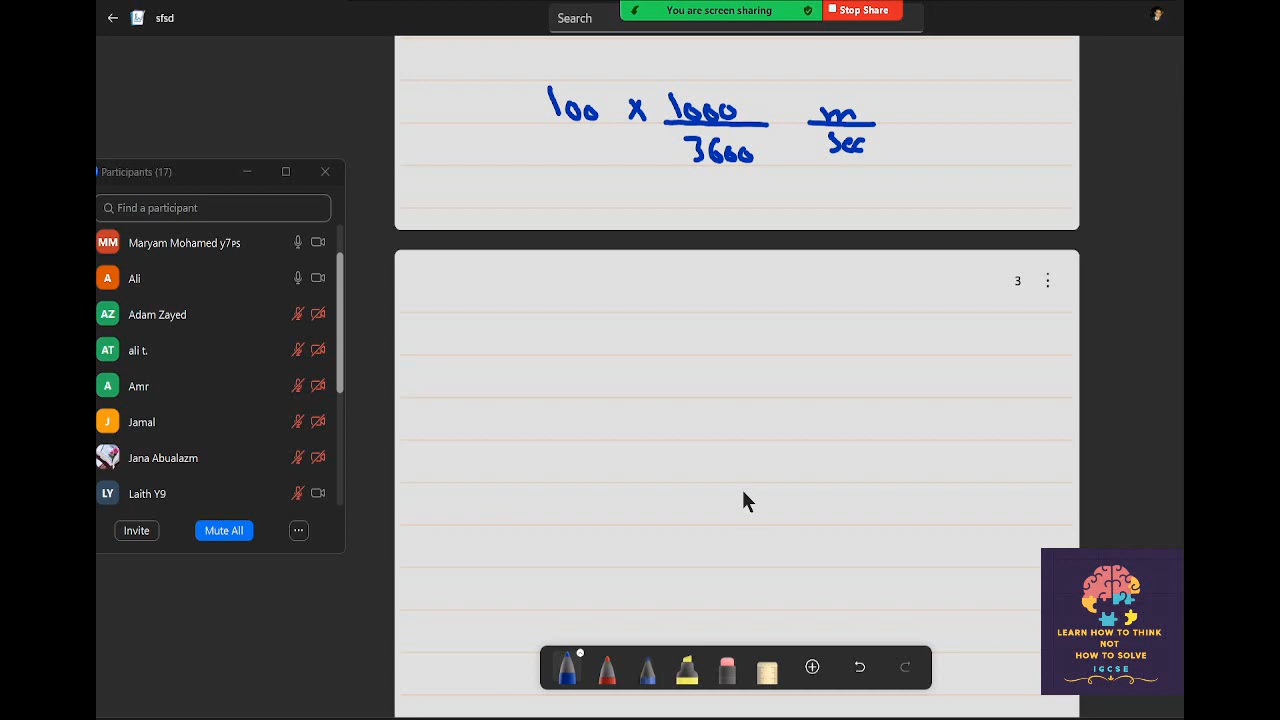 sfsd
Search
You are screen sharing
Stop Share
100 x 1000 m
3600 sec
Participants (17)
Find a participant
MM Maryam Mohamed y7Ps
A Ali
AZ Adam Zayed
AT ali t.
A Amr
J Jamal
Jana Abualazm
LY Laith Y9
Invite Mute All ...
3
LEARN HOW TO THINK
NOT
HOW TO SOLVE
IGCSE